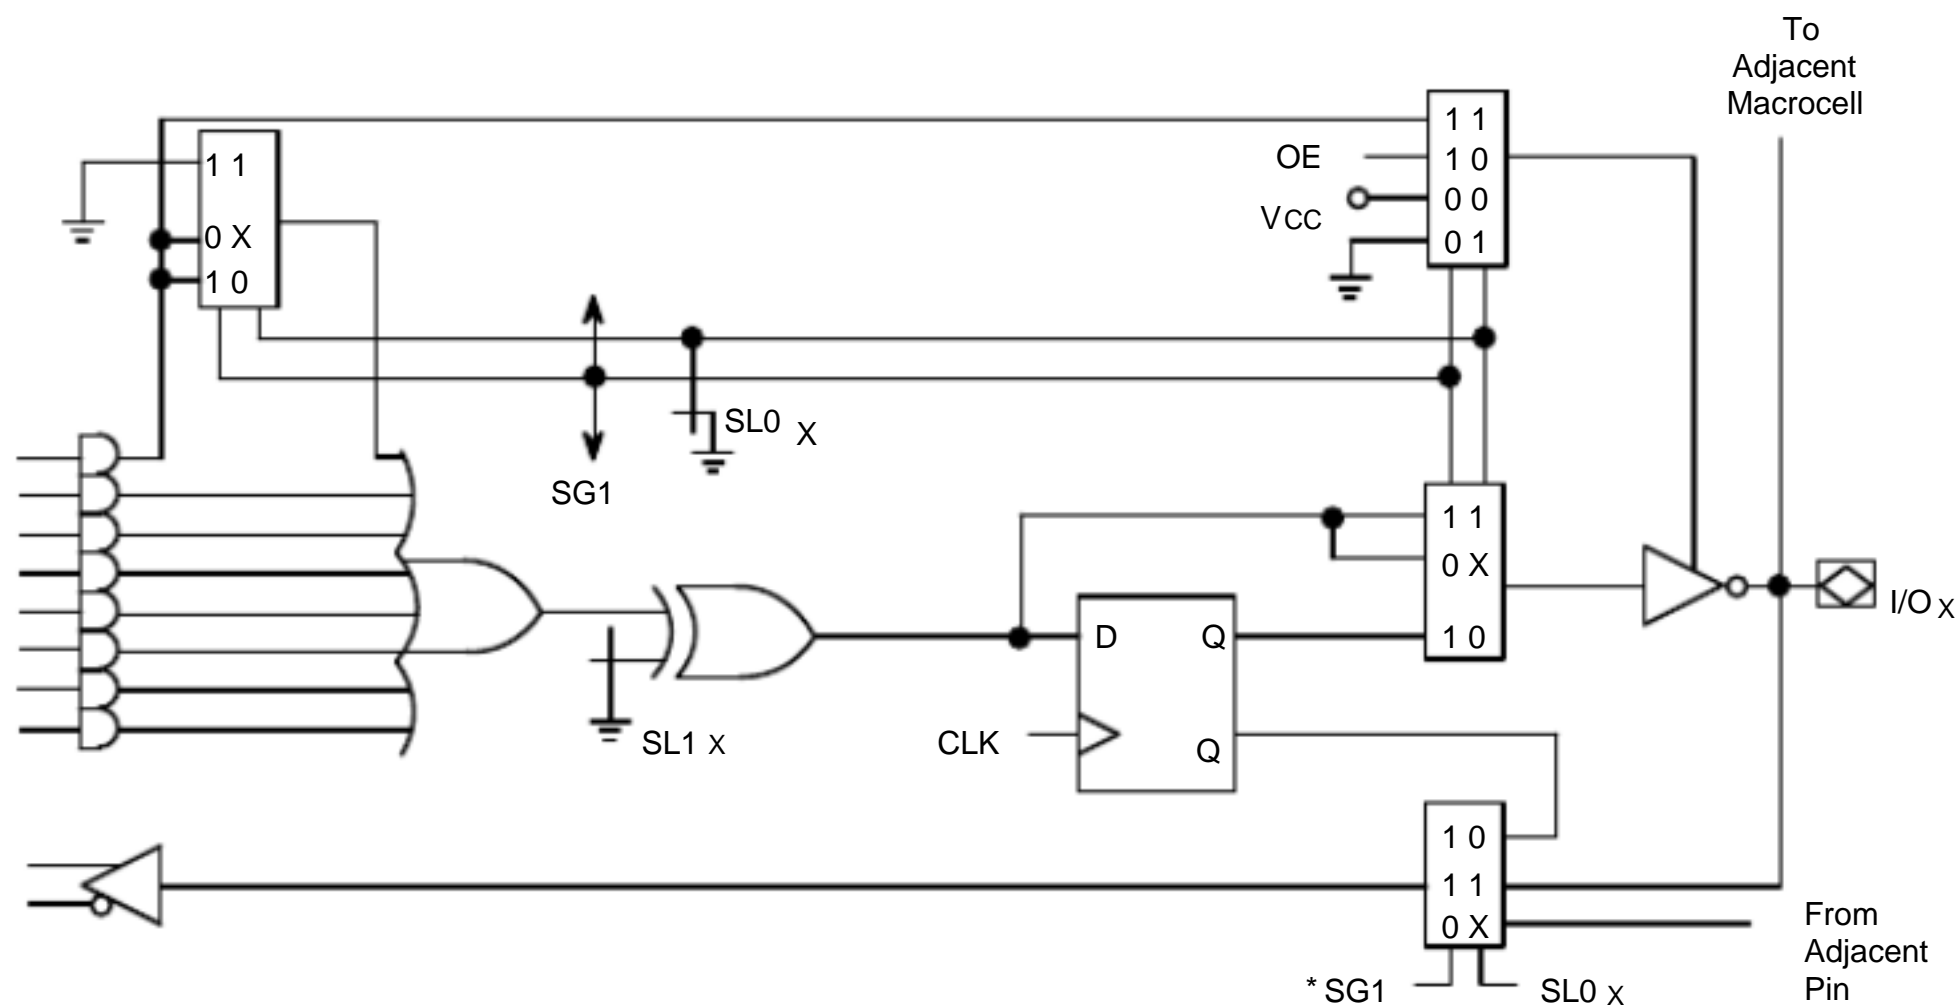 To
Adjacent
Macrocell
1 1
OE
1 0
VCC
0 0
0 1
1 1
0 X
1 0
SL0 X
SG1
1 1
0 X
1 0
I/O X
D
Q
SL1 X
CLK
Q
1 0
1 1
0 X
From
Adjacent
Pin
* SG1
SL0 X